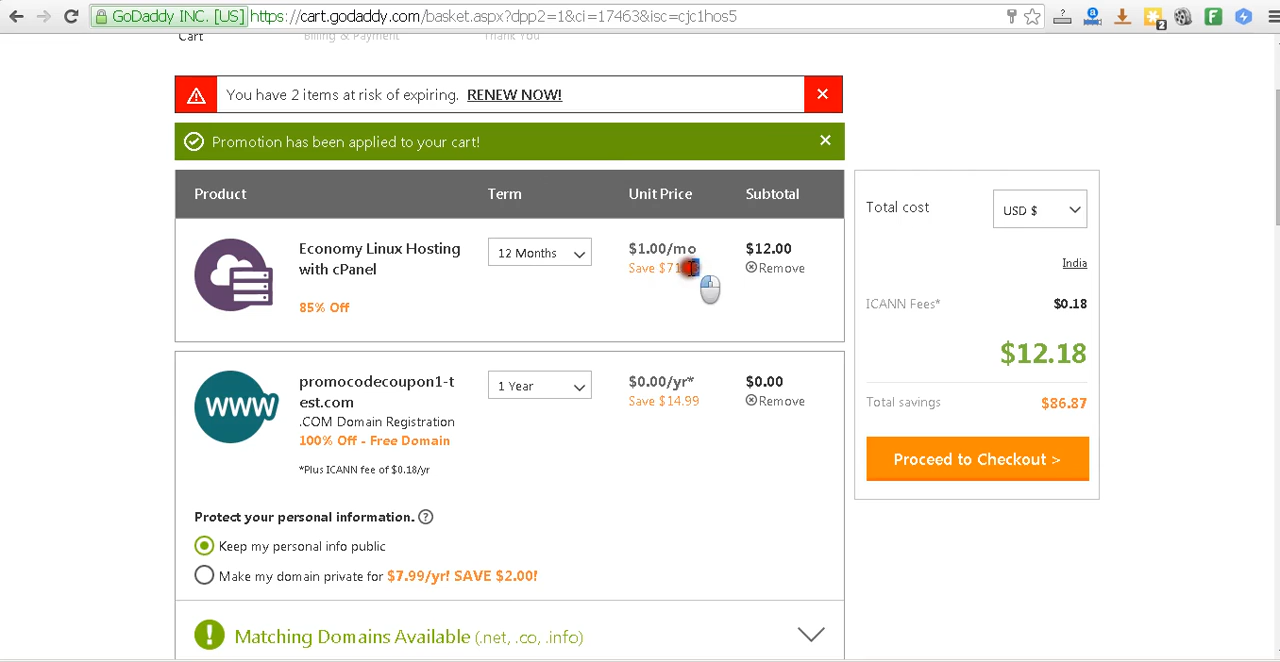 GoDaddy INC. [US] https://cart.godaddy.com/basket.aspx?dpp2=1&ci=17463&isc=cjc1hos5
2
Cart Billing & Payment Thank You
You have 2 items at risk of expiring. RENEW NOW!
Promotion has been applied to your cart!
Product Term Unit Price Subtotal
Economy Linux Hosting
with cPanel
85% Off
12 Months
$1.00/mo
$12.00
Remove
promocodecoupon1-t
est.com
.COM Domain Registration
100% Off - Free Domain
*Plus ICANN fee of $0.18/yr
1 Year
$0.00/yr*
Save $14.99
$0.00
Remove
Protect your personal information. ?
Keep my personal info public
Make my domain private for $7.99/yr! SAVE $2.00!
Matching Domains Available (.net, .co, .info)
Total cost USD $
India
ICANN Fees* $0.18
$12.18
Total savings $86.87
Proceed to Checkout >